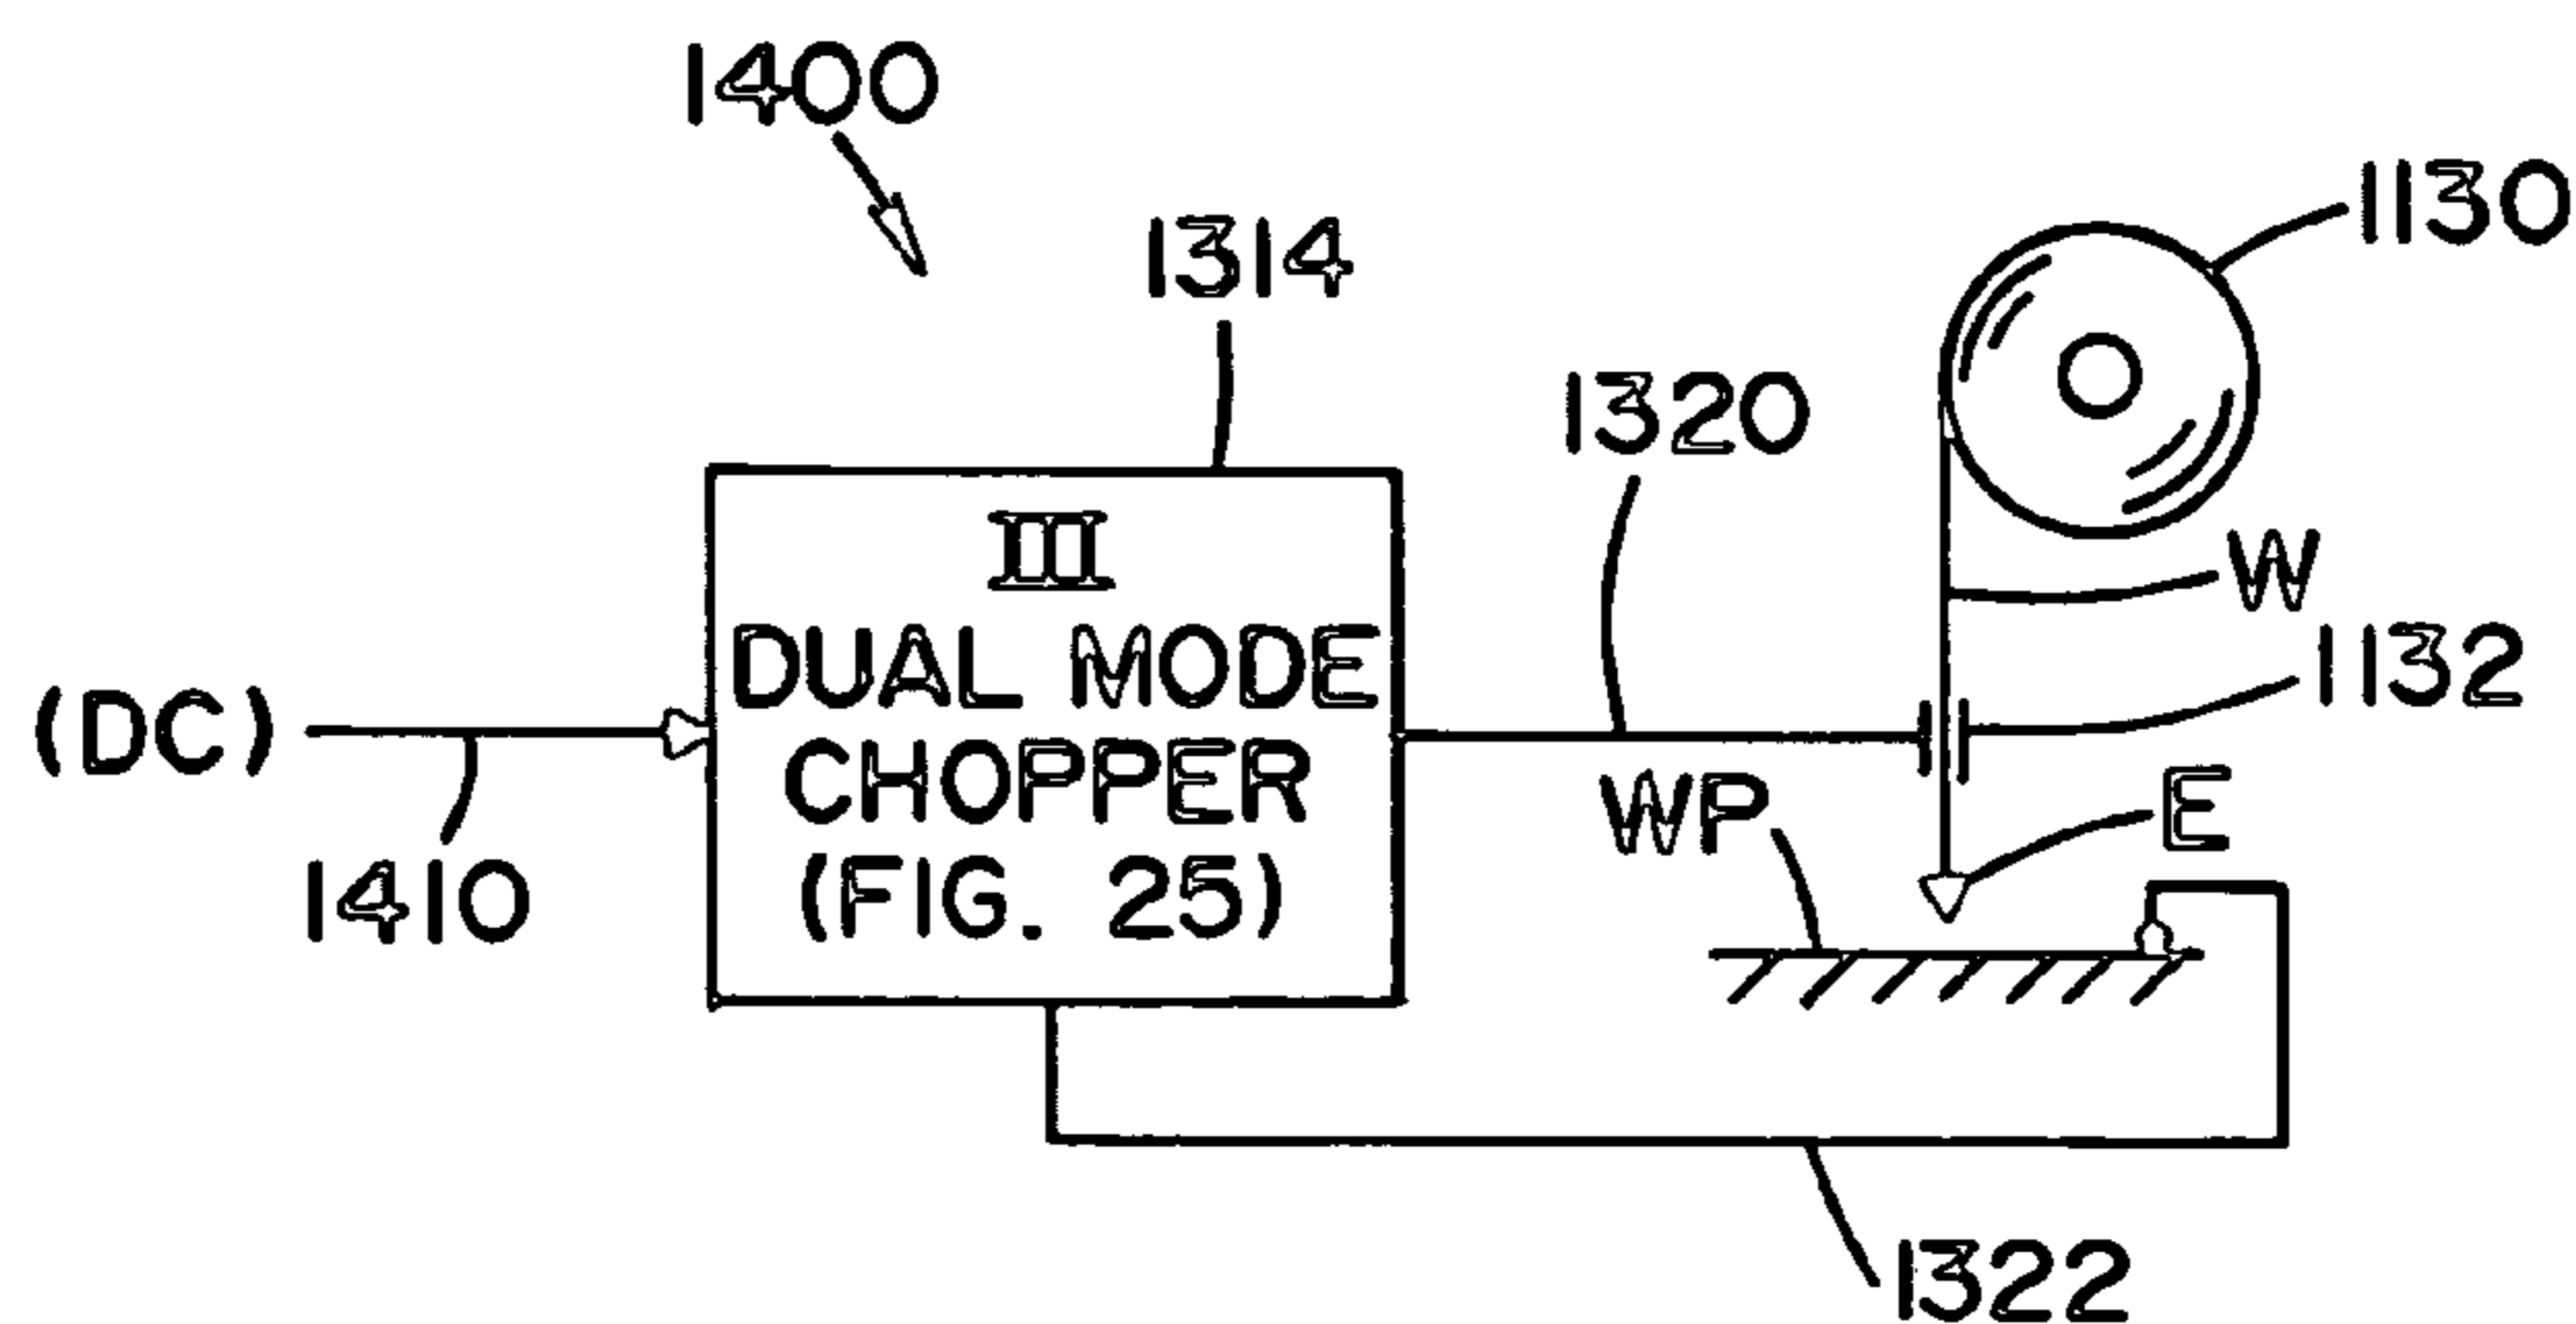 1400
1314
1130
1320
III
DUAL MODE
CHOPPER
(FIG. 25)
W
1132
(DC)
WP
E
1410
1322